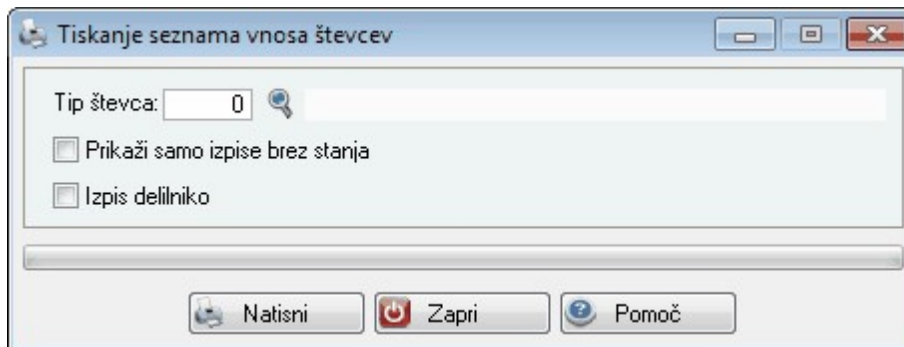 Tiskanje seznama vnosa števcev
Tip števca: 0
Prikaži samo izpise brez stanja
Izpis delilniko
Natisni Zapri Pomoč